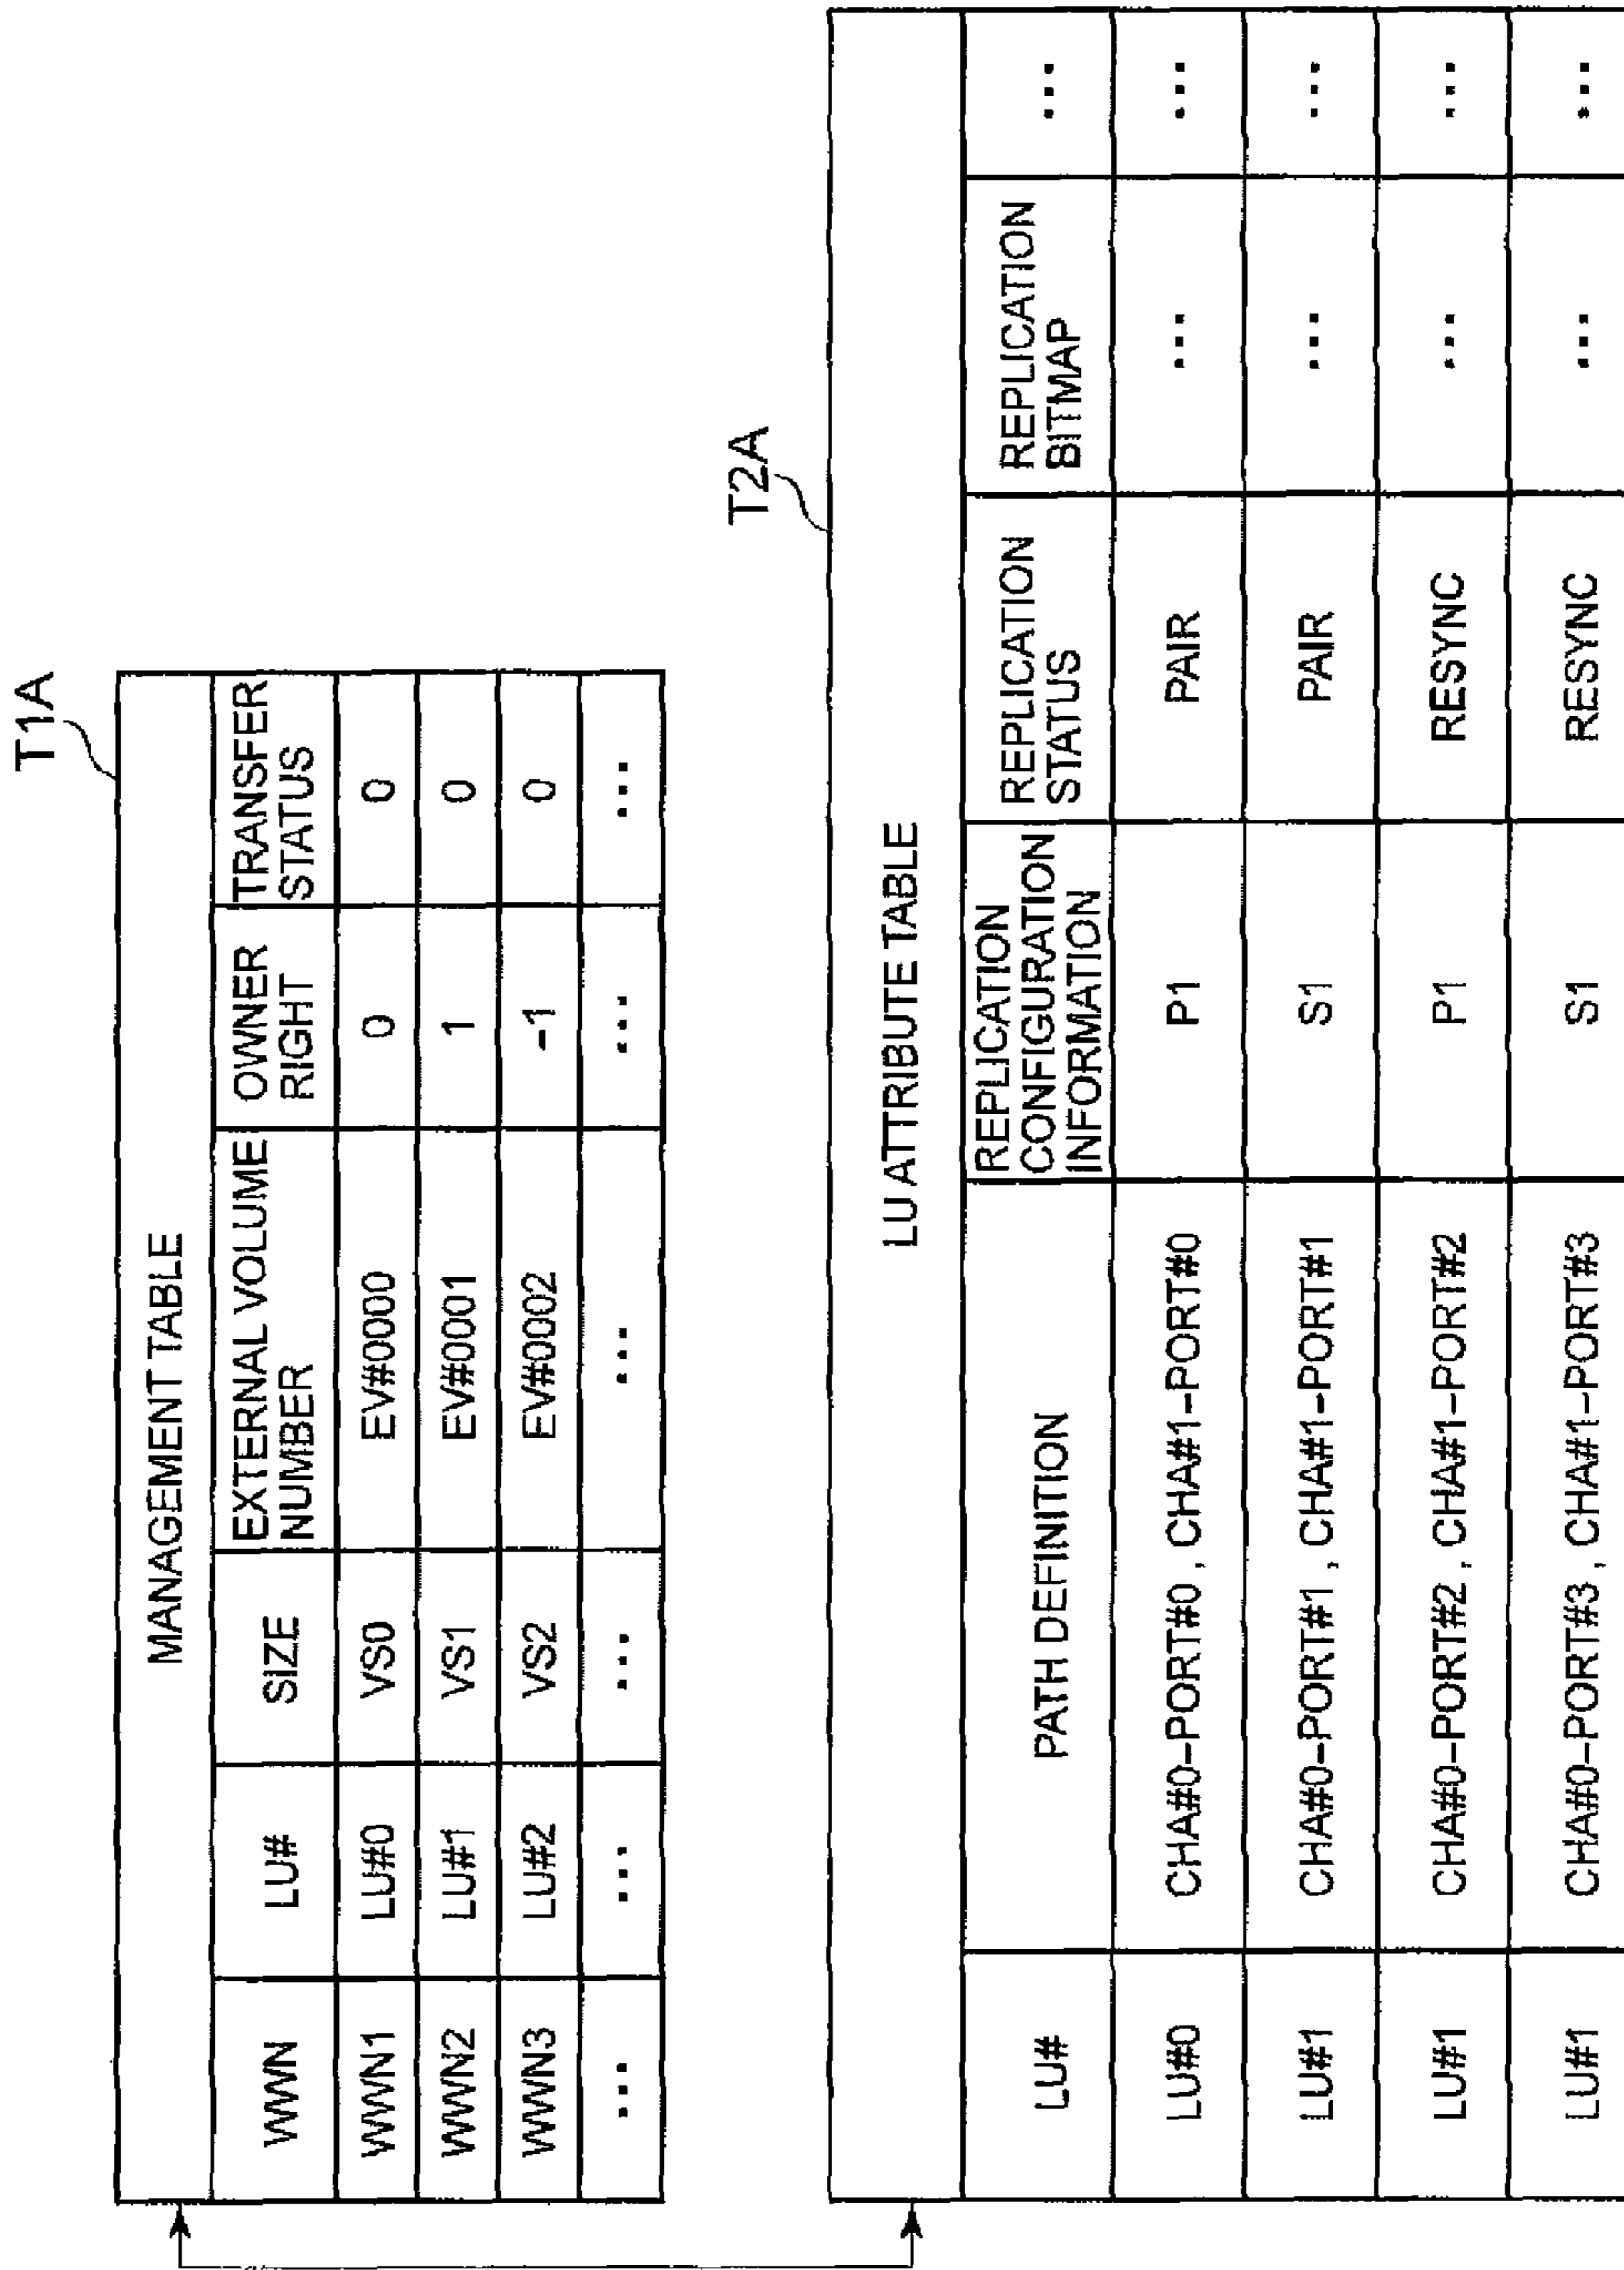 T1A
MANAGEMENT TABLE
WWN LU# SIZE EXTERNAL VOLUME NUMBER OWNER RIGHT TRANSFER STATUS
WWN1 LU#0 VS0 EV#0000 0 0
WWN2 LU#1 VS1 EV#0001 1 0
WWN3 LU#2 VS2 EV#0002 -1 0
... ... ... ... ... ...
T2A
LU ATTRIBUTE TABLE
LU# PATH DEFINITION REPLICATION CONFIGURATION INFORMATION REPLICATION STATUS REPLICATION BITMAP ...
LU#0 CHA#0-PORT#0, CHA#1-PORT#0 P1 PAIR ... ...
LU#1 CHA#0-PORT#1, CHA#1-PORT#1 S1 PAIR ... ...
LU#1 CHA#0-PORT#2, CHA#1-PORT#2 P1 RESYNC ... ...
LU#1 CHA#0-PORT#3, CHA#1-PORT#3 S1 RESYNC ... ...